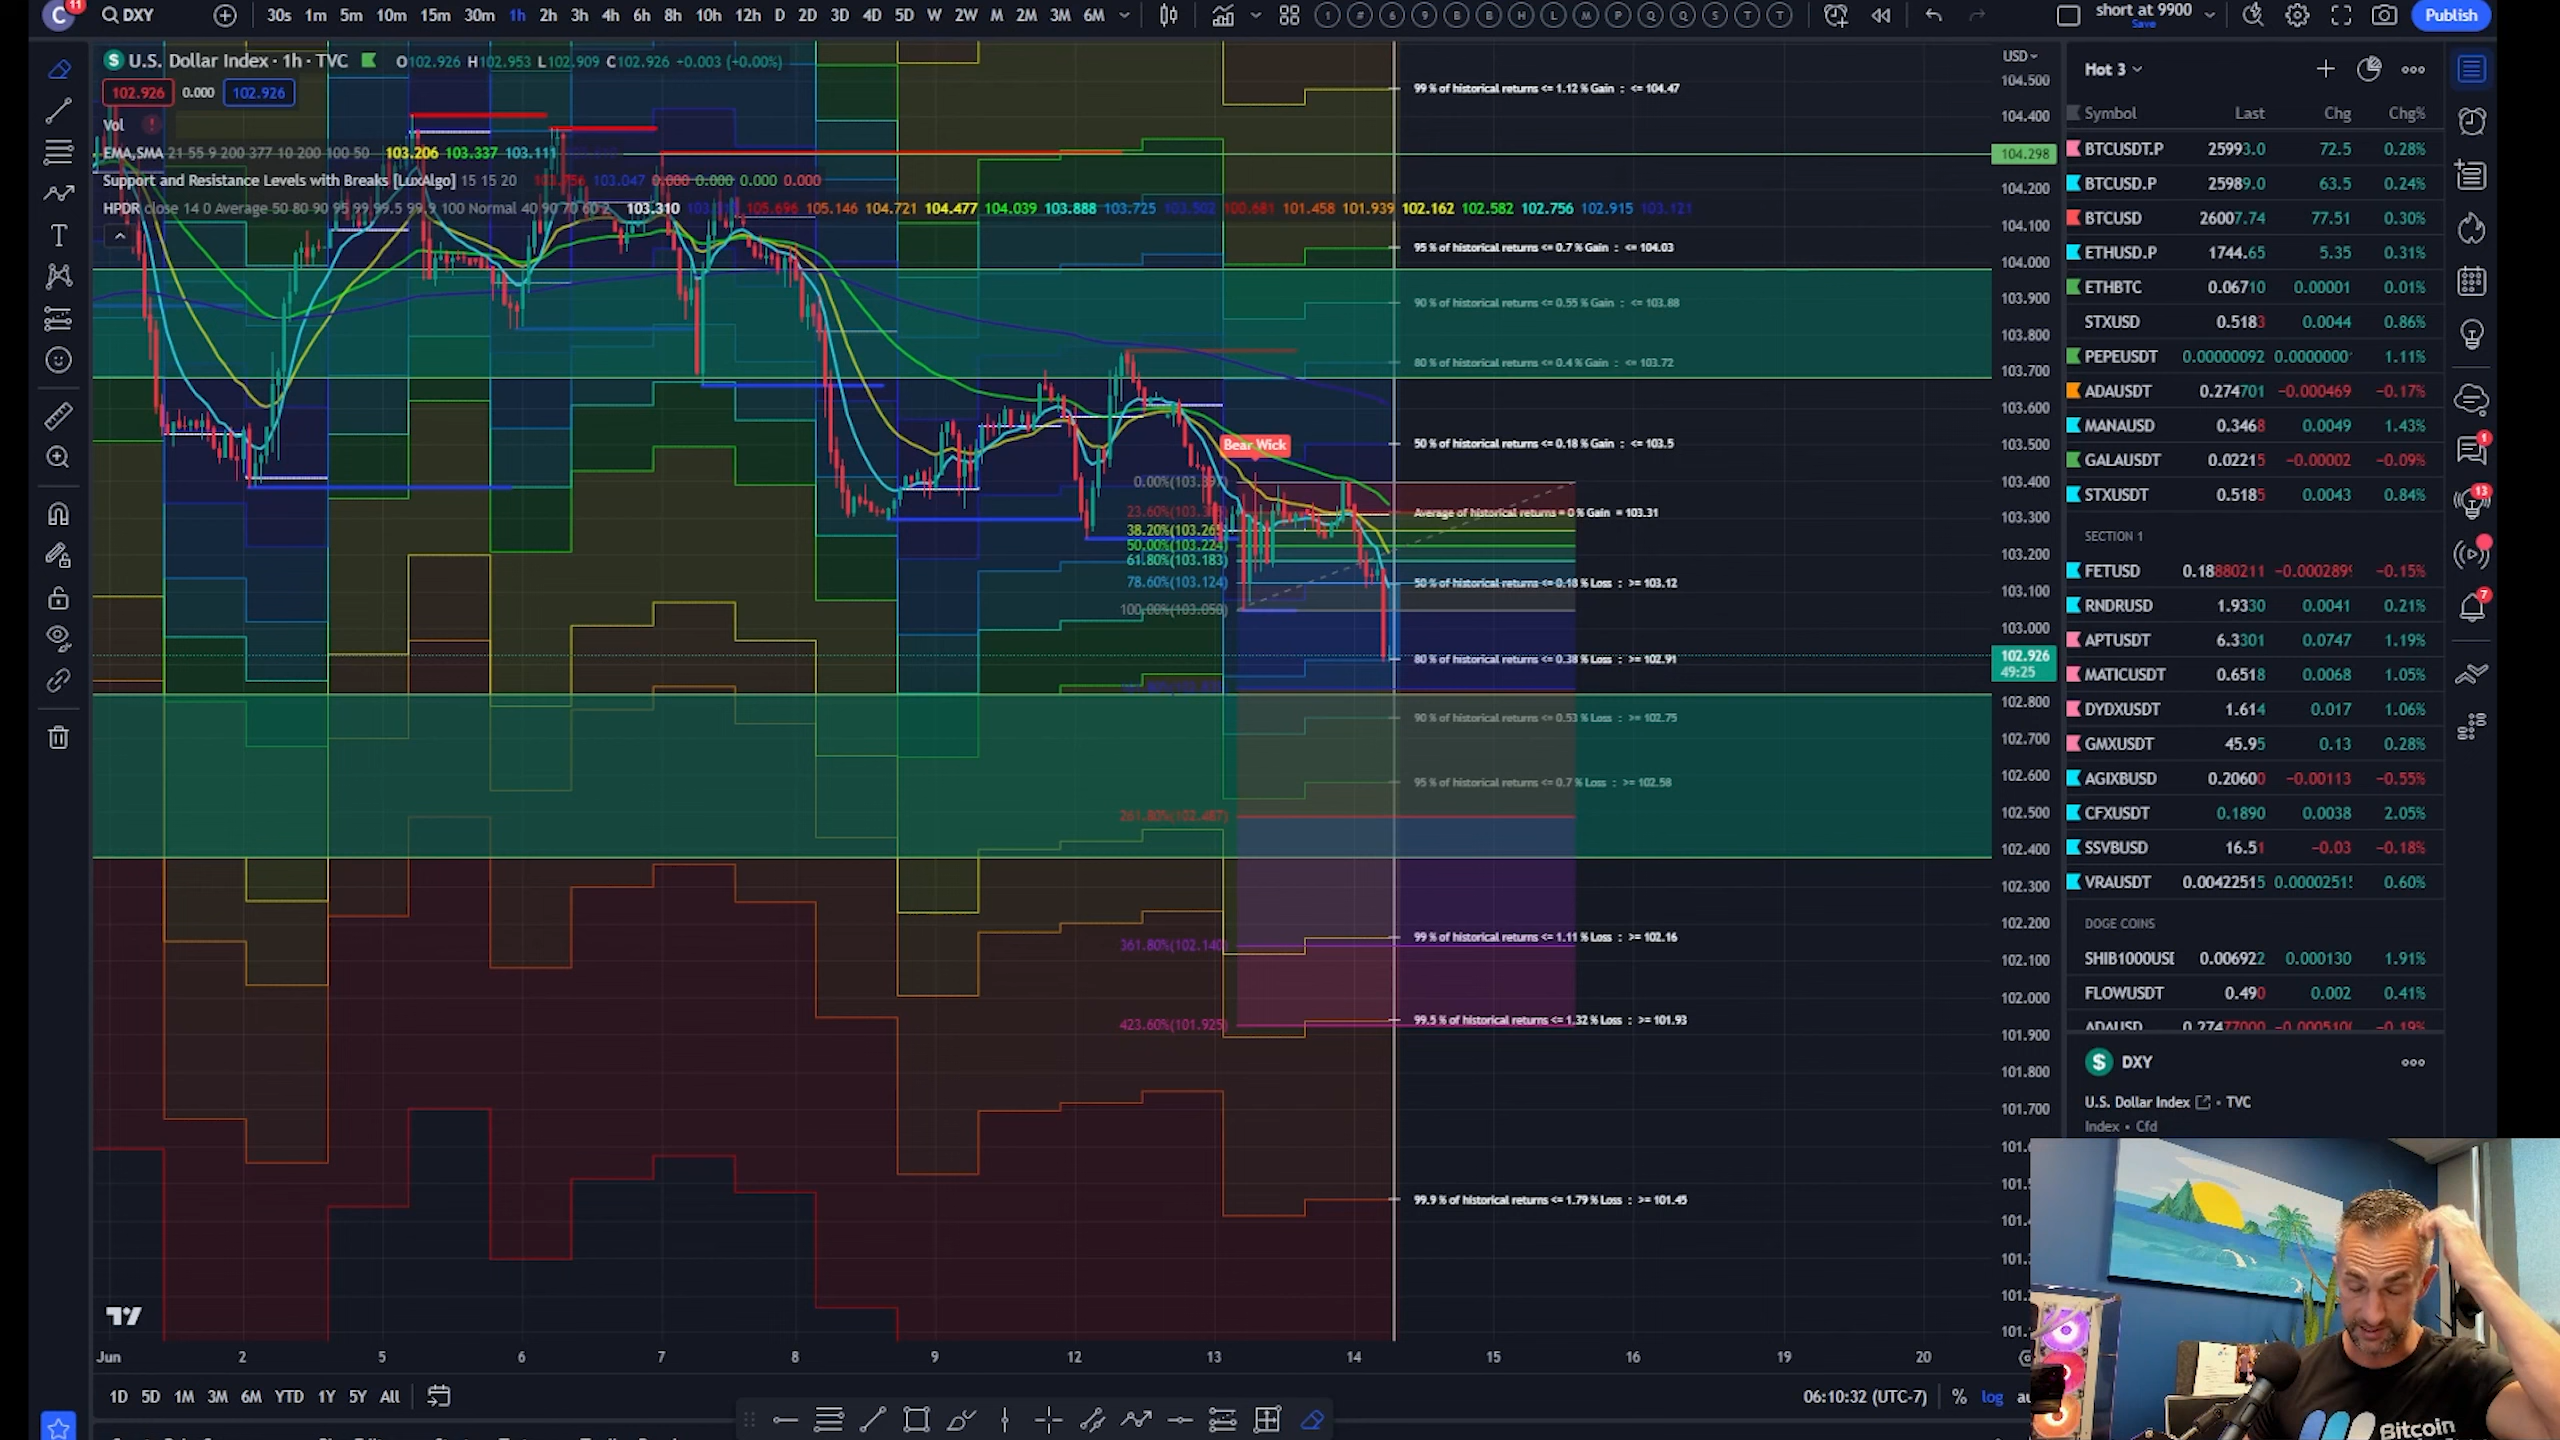 C 11 DXY 30s 1m 5m 10m 15m 30m 1h 2h 3h 4h 6h 8h 10h 12h D 2D 3D 4D 5D W 2W M 2M 3M 6M short at 9900 Save Publish
U.S. Dollar Index · 1h · TVC O102.926 H102.953 L102.909 C102.926 +0.003 (+0.00%)
102.926 0.000 102.926
Vol
EMA,SMA 21 55 9 200 377 10 200 100 50 103.206 103.337 103.111
Support and Resistance Levels with Breaks [LuxAlgo] 15 15 20 103.047 0.000 0.000 0.000 0.000
HPDR close 14 0 Average 50 80 90 95 99 99.5 99.9 100 Normal 40 90 70 60 2 103.310 105.696 105.146 104.721 104.477 104.039 103.888 103.725 103.502 100.681 101.458 101.939 102.162 102.582 102.756 102.915 103.121
99 % of historical returns <= 1.12 % Gain : <= 104.47
95 % of historical returns <= 0.7 % Gain : <= 104.03
90 % of historical returns <= 0.55 % Gain : <= 103.88
80 % of historical returns <= 0.4 % Gain : <= 103.72
50 % of historical returns <= 0.18 % Gain : <= 103.5
Bear Wick
Average of historical returns = 0 % Gain = 103.31
50 % of historical returns <= 0.18 % Loss : >= 103.12
80 % of historical returns <= 0.38 % Loss : >= 102.91
90 % of historical returns <= 0.53 % Loss : >= 102.75
95 % of historical returns <= 0.7 % Loss : >= 102.58
99 % of historical returns <= 1.11 % Loss : >= 102.16
99.5 % of historical returns <= 1.32 % Loss : >= 101.93
99.9 % of historical returns <= 1.79 % Loss : >= 101.45
0.00%(103.397)
50.00%(103.224)
61.80%(103.183)
78.60%(103.124)
100.00%(103.050)
261.80%(102.487)
361.80%(102.140)
423.60%(101.925)
USD
104.500
104.400
104.298
104.200
104.100
104.000
103.900
103.800
103.700
103.600
103.500
103.400
103.300
103.200
103.100
103.000
102.926
49:25
102.800
102.700
102.600
102.500
102.400
102.300
102.200
102.100
102.000
101.900
101.800
101.700
Jun 2 5 6 7 8 9 12 13 14 15 16 19 20
1D 5D 1M 3M 6M YTD 1Y 5Y All
06:10:32 (UTC-7) % log
Hot 3
Symbol Last Chg Chg%
BTCUSDT.P 25993.0 72.5 0.28%
BTCUSD.P 25989.0 63.5 0.24%
BTCUSD 26007.74 77.51 0.30%
ETHUSD.P 1744.65 5.35 0.31%
ETHBTC 0.06710 0.00001 0.01%
STXUSD 0.5183 0.0044 0.86%
PEPEUSDT 0.00000092 0.0000000 1.11%
ADAUSDT 0.274701 −0.000469 −0.17%
MANAUSD 0.3468 0.0049 1.43%
GALAUSDT 0.02215 −0.00002 −0.09%
STXUSDT 0.5185 0.0043 0.84%
SECTION 1
FETUSD 0.18880211 −0.000289 −0.15%
RNDRUSD 1.9330 0.0041 0.21%
APTUSDT 6.3301 0.0747 1.19%
MATICUSDT 0.6518 0.0068 1.05%
DYDXUSDT 1.614 0.017 1.06%
GMXUSDT 45.95 0.13 0.28%
AGIXBUSD 0.20600 −0.00113 −0.55%
CFXUSDT 0.1890 0.0038 2.05%
SSVBUSD 16.51 −0.03 −0.18%
VRAUSDT 0.00422515 0.0000251 0.60%
DOGE COINS
SHIB1000USD 0.006922 0.000130 1.91%
FLOWUSDT 0.490 0.002 0.41%
ADAUSD 0.27477000 −0.000510 −0.19%
DXY
U.S. Dollar Index · TVC
Index · Cfd
Bitcoin